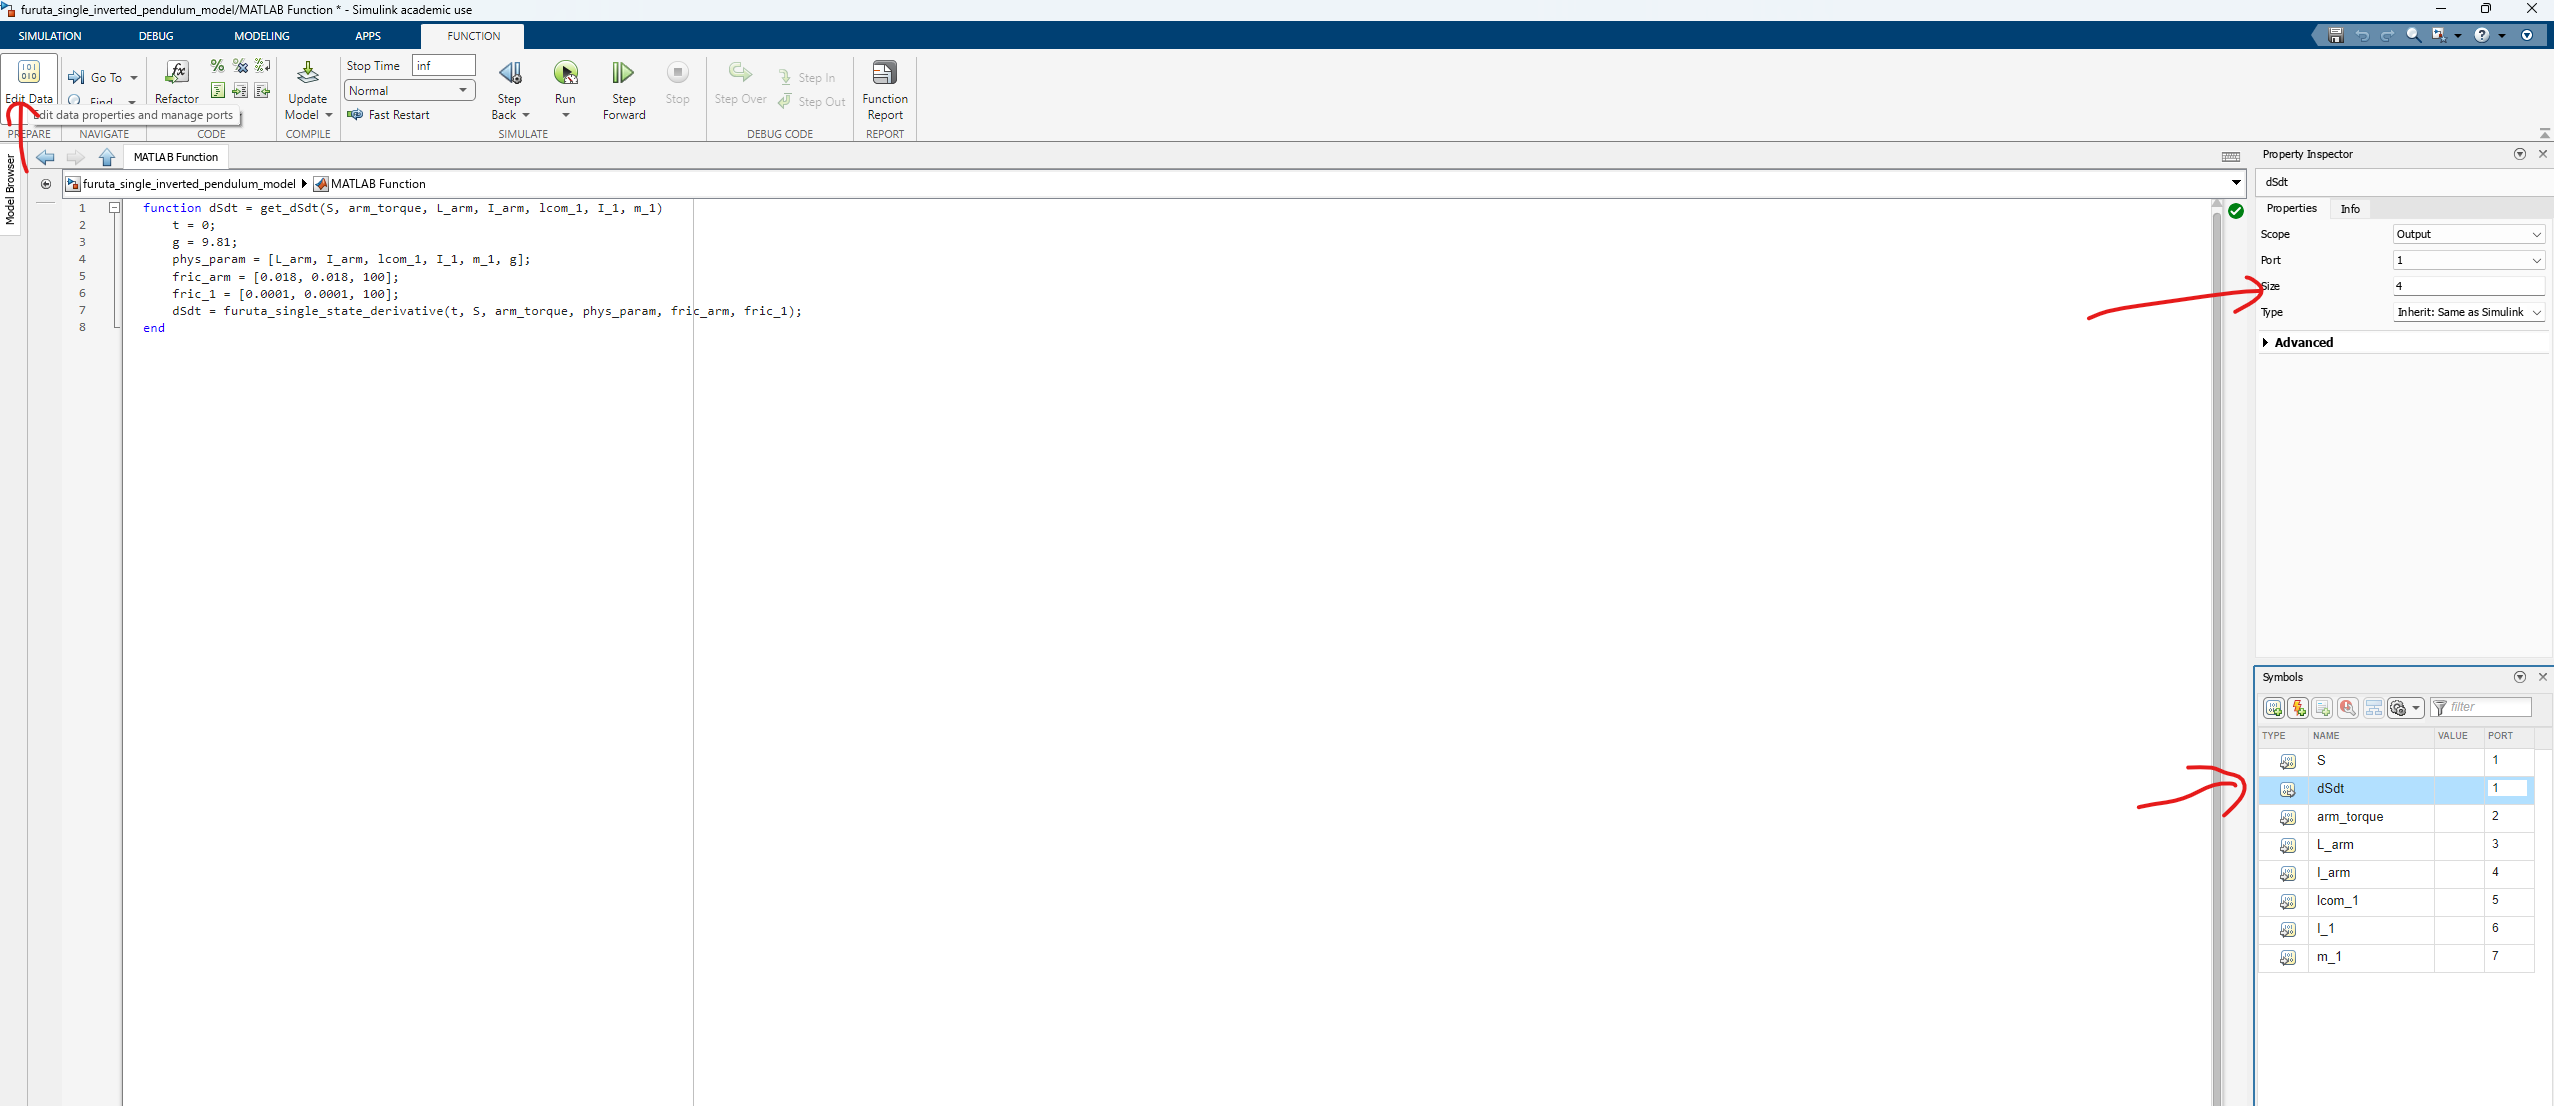 furuta_single_inverted_pendulum_model/MATLAB Function * - Simulink academic use
SIMULATION DEBUG MODELING APPS FUNCTION
Edit Data
Go To
Find
Refactor
Update Model
Stop Time inf
Normal
Fast Restart
Step Back
Run
Step Forward
Stop
Step Over
Step In
Step Out
Function Report
Edit data properties and manage ports
PREPARE NAVIGATE CODE COMPILE SIMULATE DEBUG CODE REPORT
Model Browser
MATLAB Function
furuta_single_inverted_pendulum_model MATLAB Function
1 function dSdt = get_dSdt(S, arm_torque, L_arm, I_arm, lcom_1, I_1, m_1)
2 t = 0;
3 g = 9.81;
4 phys_param = [L_arm, I_arm, lcom_1, I_1, m_1, g];
5 fric_arm = [0.018, 0.018, 100];
6 fric_1 = [0.0001, 0.0001, 100];
7 dSdt = furuta_single_state_derivative(t, S, arm_torque, phys_param, fric_arm, fric_1);
8 end
Property Inspector
dSdt
Properties Info
Scope Output
Port 1
Size 4
Type Inherit: Same as Simulink
Advanced
Symbols
filter
TYPE NAME VALUE PORT
S 1
dSdt 1
arm_torque 2
L_arm 3
I_arm 4
lcom_1 5
I_1 6
m_1 7